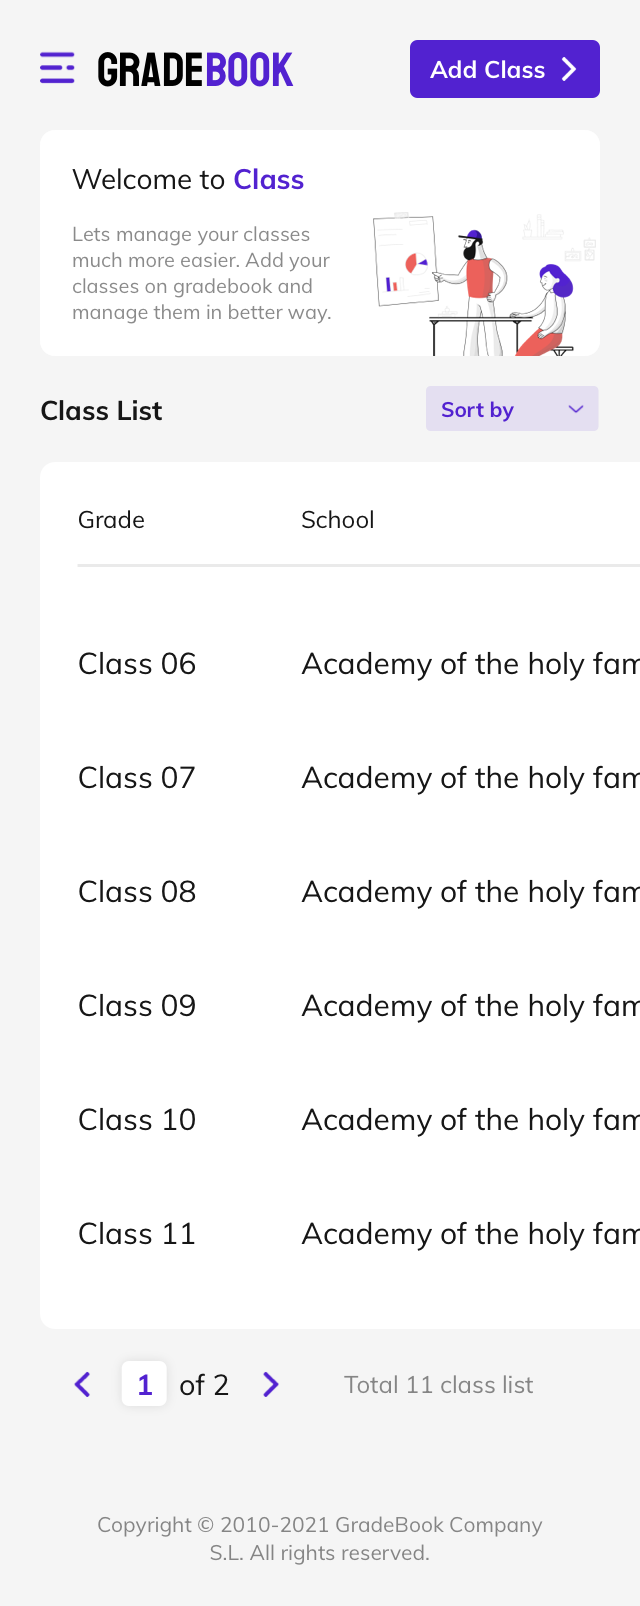 GRADEBOOK
Add Class
Welcome to Class
Lets manage your classes
much more easier. Add your
classes on gradebook and
manage them in better way.
Class List
Sort by
Grade School
Class 06 Academy of the holy fam
Class 07 Academy of the holy fam
Class 08 Academy of the holy fam
Class 09 Academy of the holy fam
Class 10 Academy of the holy fam
Class 11 Academy of the holy fam
1 of 2 Total 11 class list
Copyright © 2010-2021 GradeBook Company
S.L. All rights reserved.